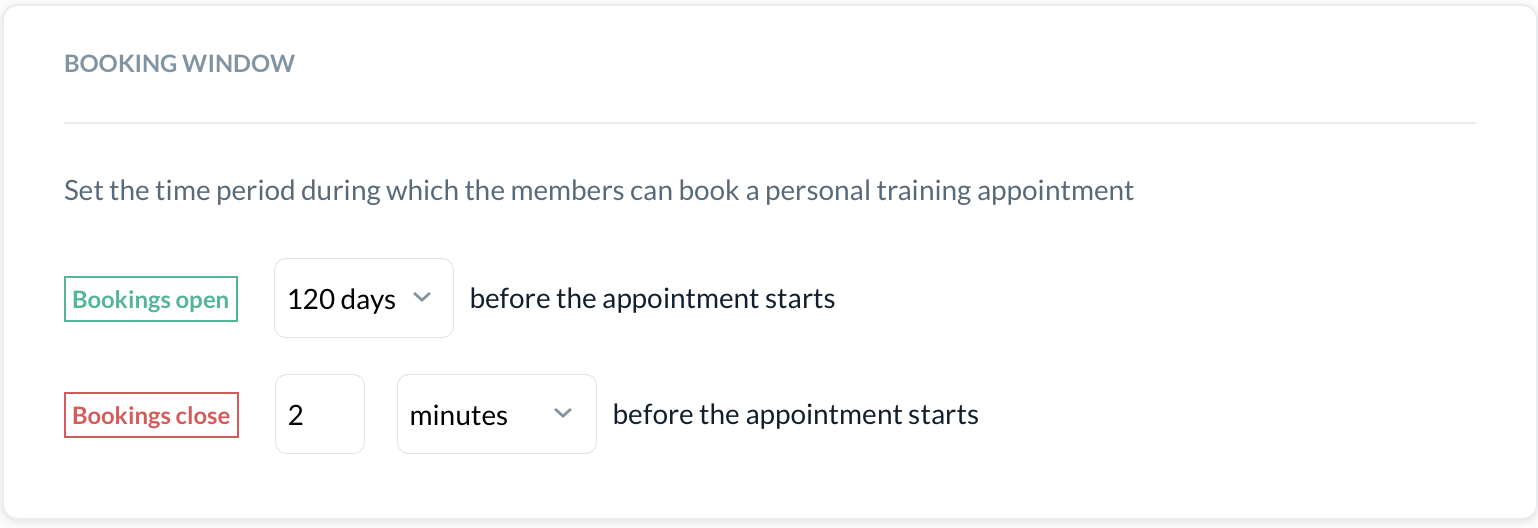 BOOKING WINDOW
Set the time period during which the members can book a personal training appointment
Bookings open 120 days before the appointment starts
Bookings close 2 minutes before the appointment starts